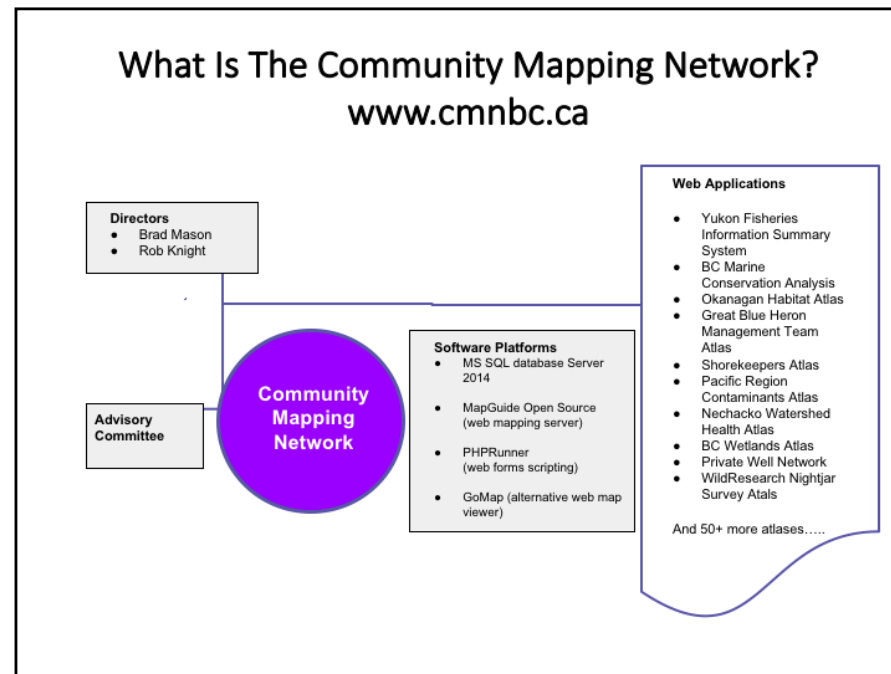 What Is The Community Mapping Network?
www.cmnbc.ca
Directors
● Brad Mason
● Rob Knight
Advisory
Committee
Community
Mapping
Network
Software Platforms
● MS SQL database Server
2014
● MapGuide Open Source
(web mapping server)
● PHPRunner
(web forms scripting)
● GoMap (alternative web map
viewer)
Web Applications
● Yukon Fisheries
Information Summary
System
● BC Marine
Conservation Analysis
● Okanagan Habitat Atlas
● Great Blue Heron
Management Team
Atlas
● Shorekeepers Atlas
● Pacific Region
Contaminants Atlas
● Nechacko Watershed
Health Atlas
● BC Wetlands Atlas
● Private Well Network
● WildResearch Nightjar
Survey Atals
And 50+ more atlases…..